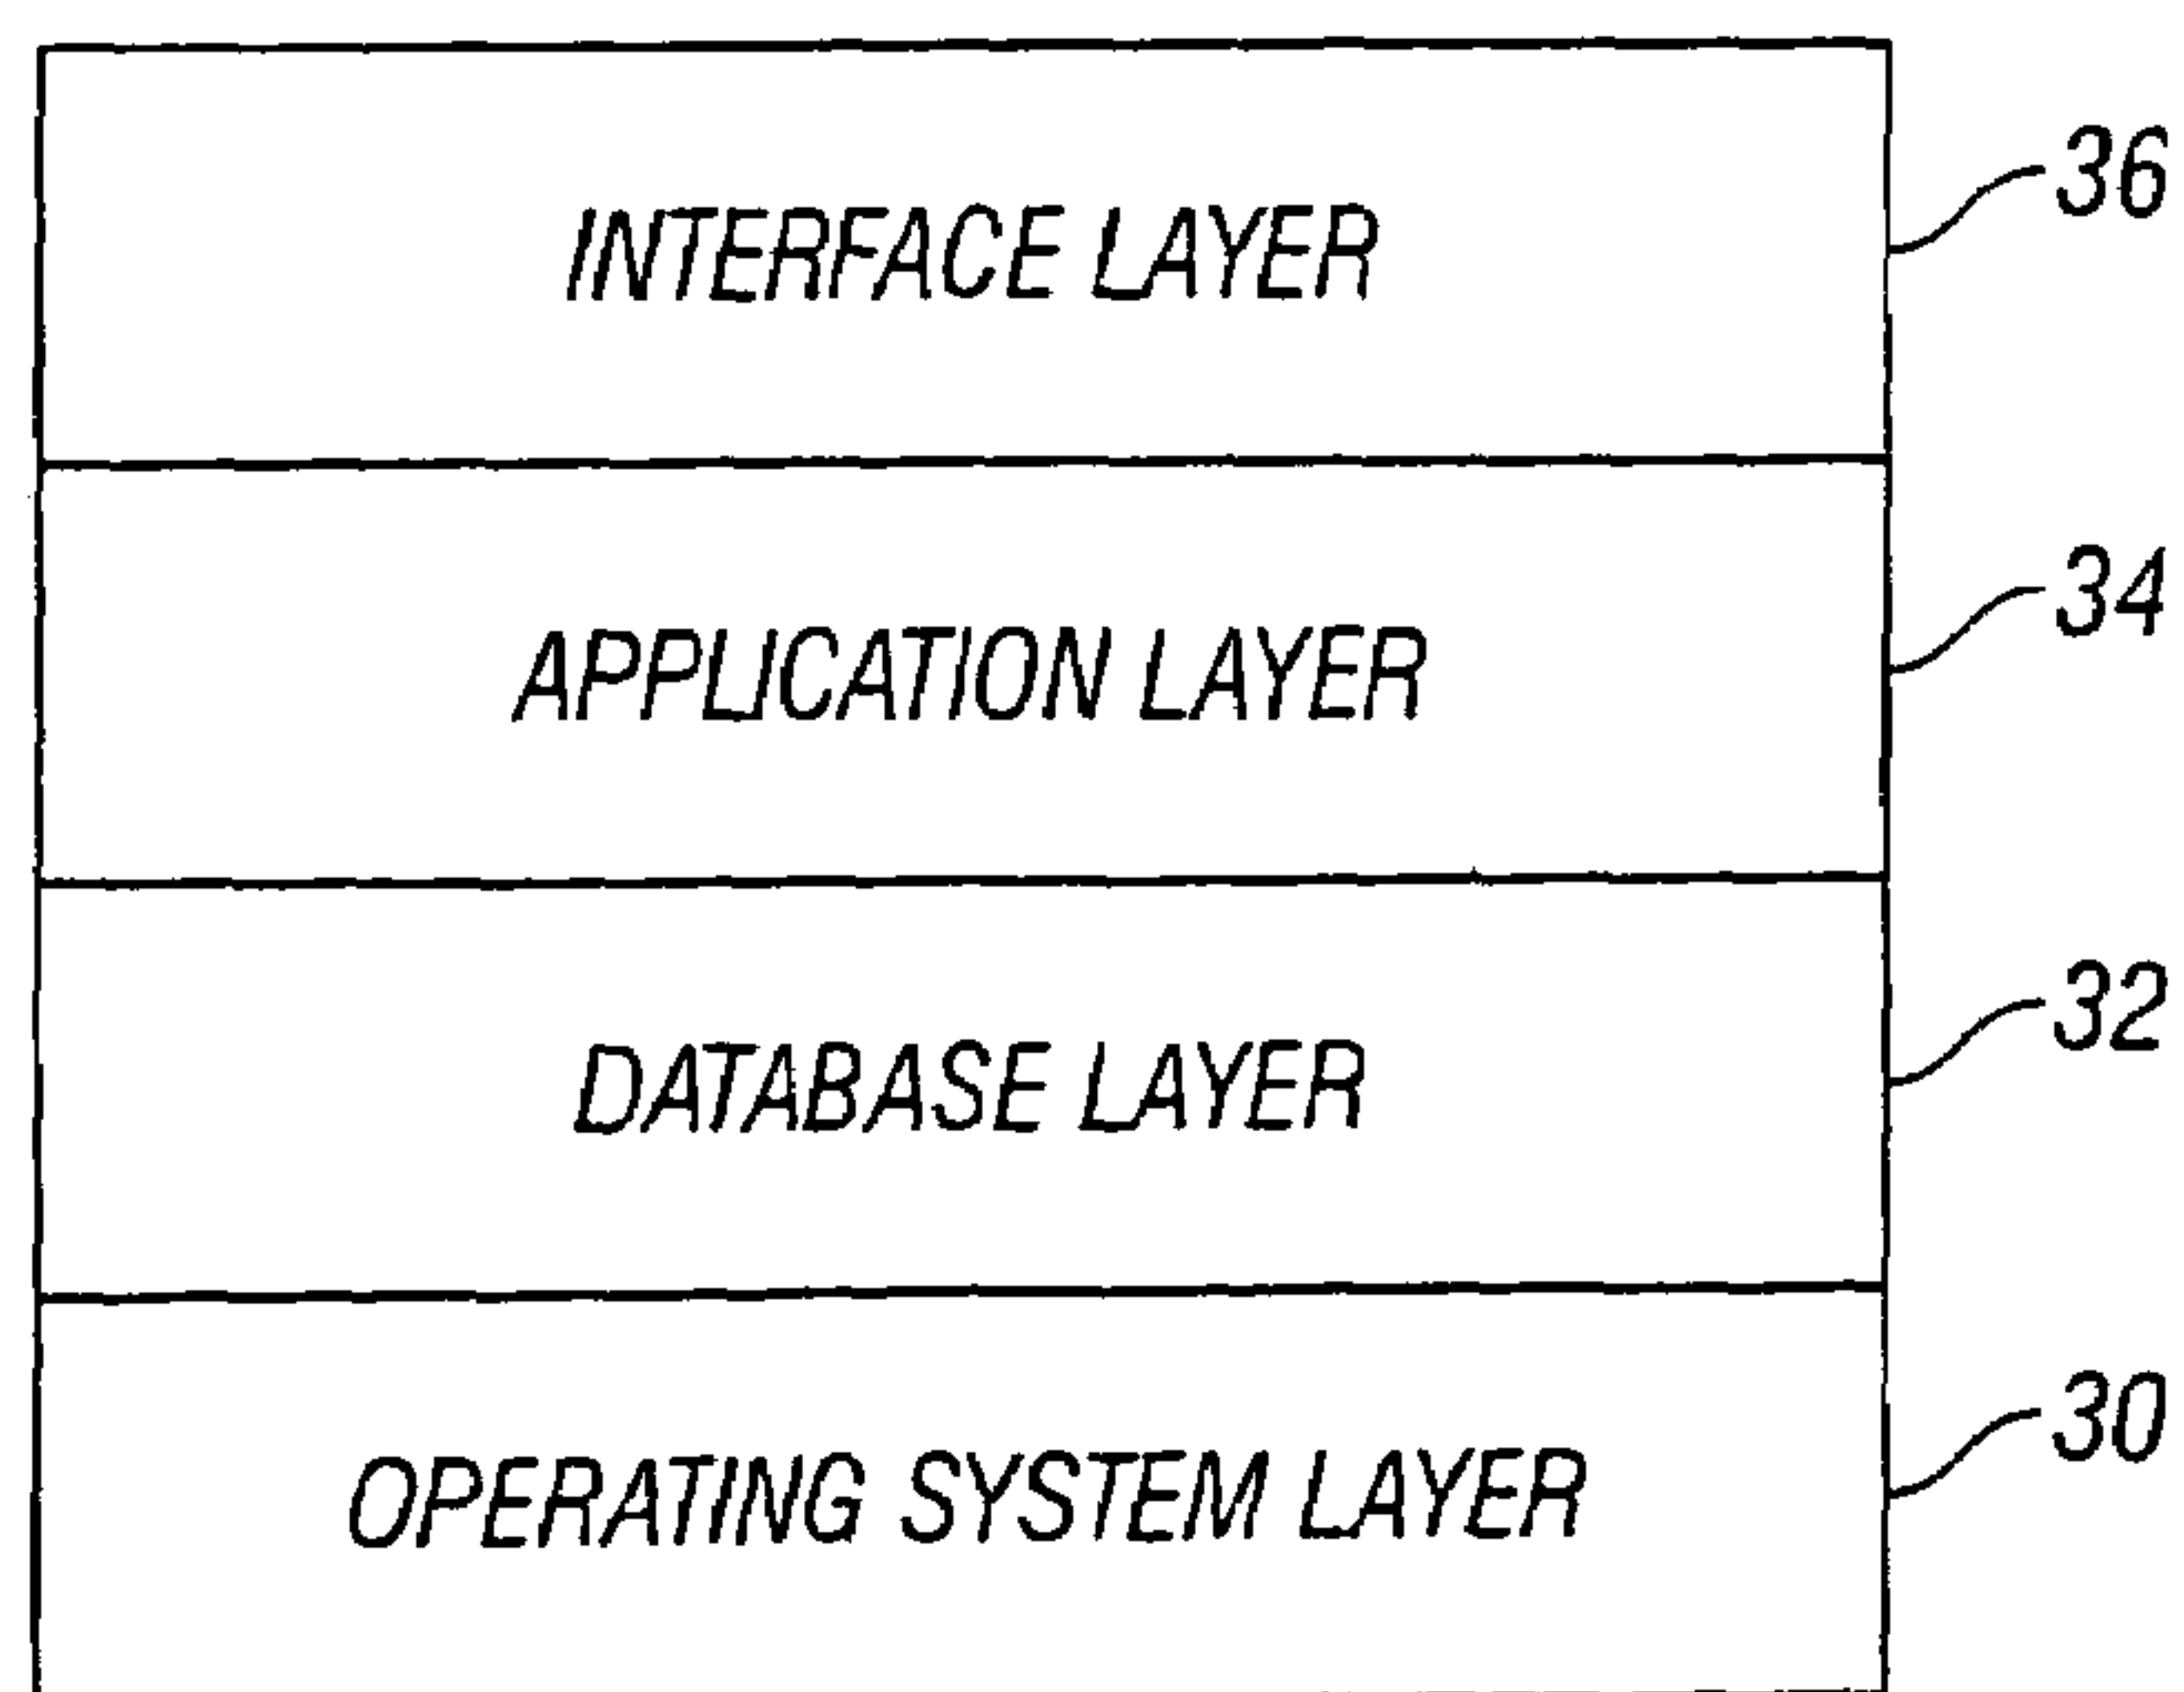 INTERFACE LAYER
36
APPLICATION LAYER
34
DATABASE LAYER
32
OPERATING SYSTEM LAYER
30